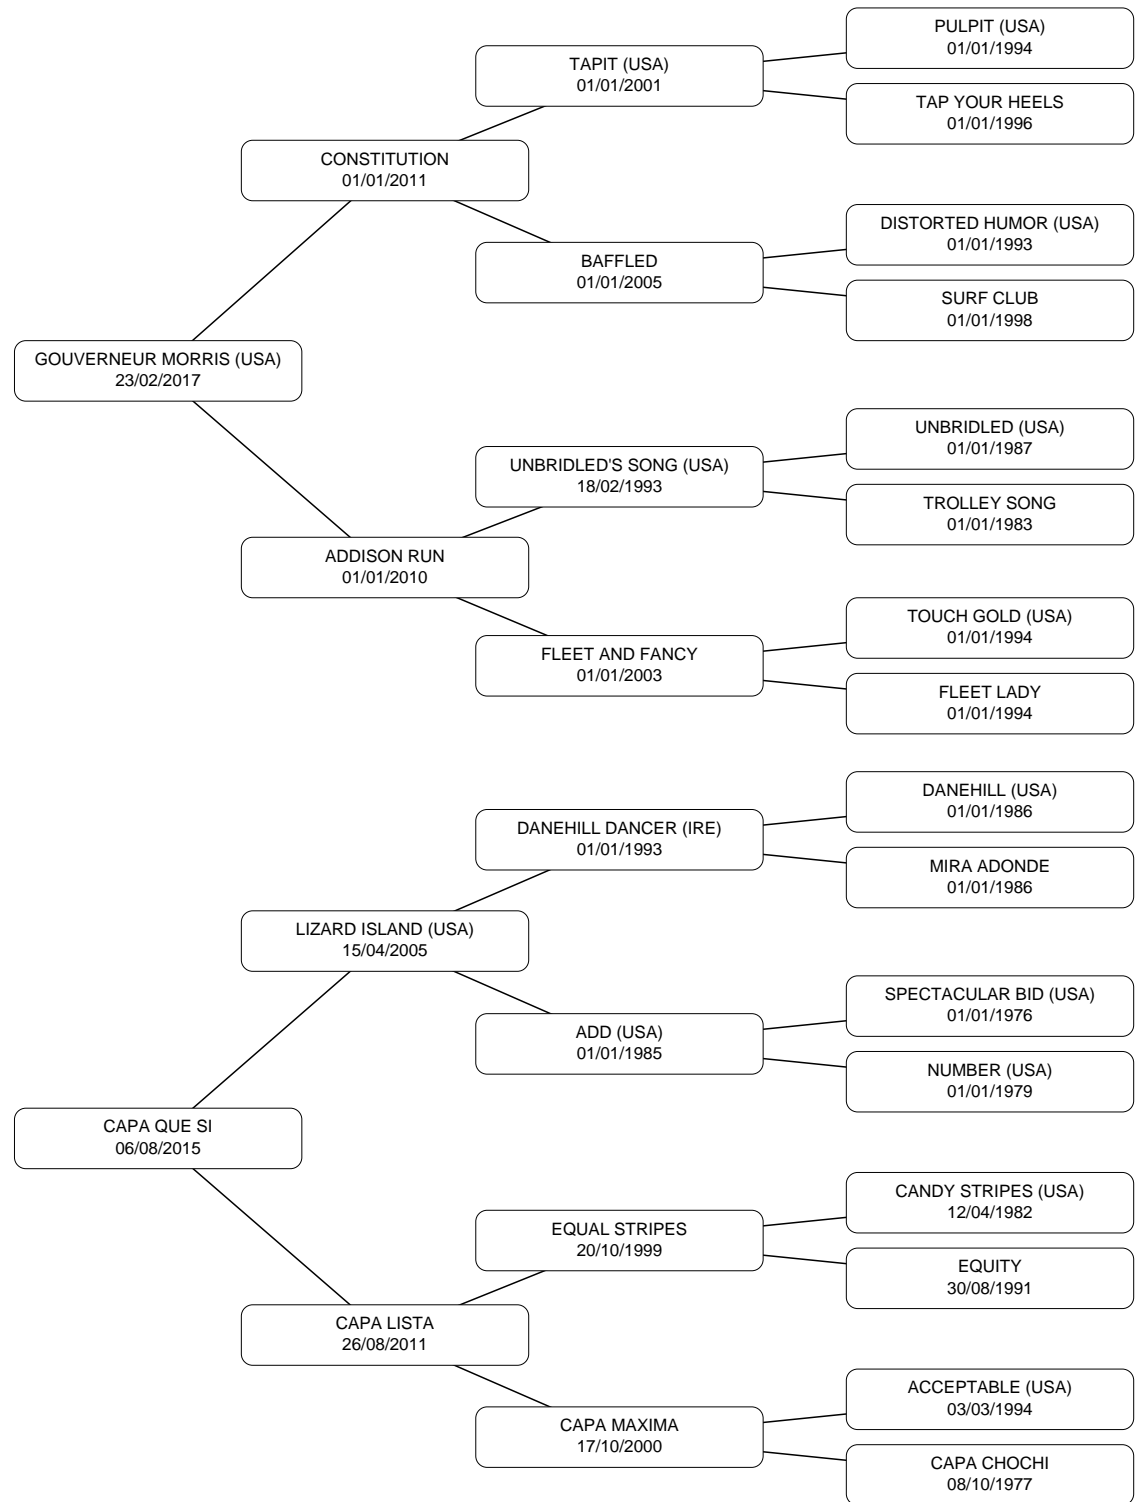 PULPIT (USA)
01/01/1994
TAPIT (USA)
01/01/2001
TAP YOUR HEELS
01/01/1996
CONSTITUTION
01/01/2011
DISTORTED HUMOR (USA)
01/01/1993
BAFFLED
01/01/2005
SURF CLUB
01/01/1998
GOUVERNEUR MORRIS (USA)
23/02/2017
UNBRIDLED (USA)
01/01/1987
UNBRIDLED'S SONG (USA)
18/02/1993
TROLLEY SONG
01/01/1983
ADDISON RUN
01/01/2010
TOUCH GOLD (USA)
01/01/1994
FLEET AND FANCY
01/01/2003
FLEET LADY
01/01/1994
DANEHILL (USA)
01/01/1986
DANEHILL DANCER (IRE)
01/01/1993
MIRA ADONDE
01/01/1986
LIZARD ISLAND (USA)
15/04/2005
SPECTACULAR BID (USA)
01/01/1976
ADD (USA)
01/01/1985
NUMBER (USA)
01/01/1979
CAPA QUE SI
06/08/2015
CANDY STRIPES (USA)
12/04/1982
EQUAL STRIPES
20/10/1999
EQUITY
30/08/1991
CAPA LISTA
26/08/2011
ACCEPTABLE (USA)
03/03/1994
CAPA MAXIMA
17/10/2000
CAPA CHOCHI
08/10/1977